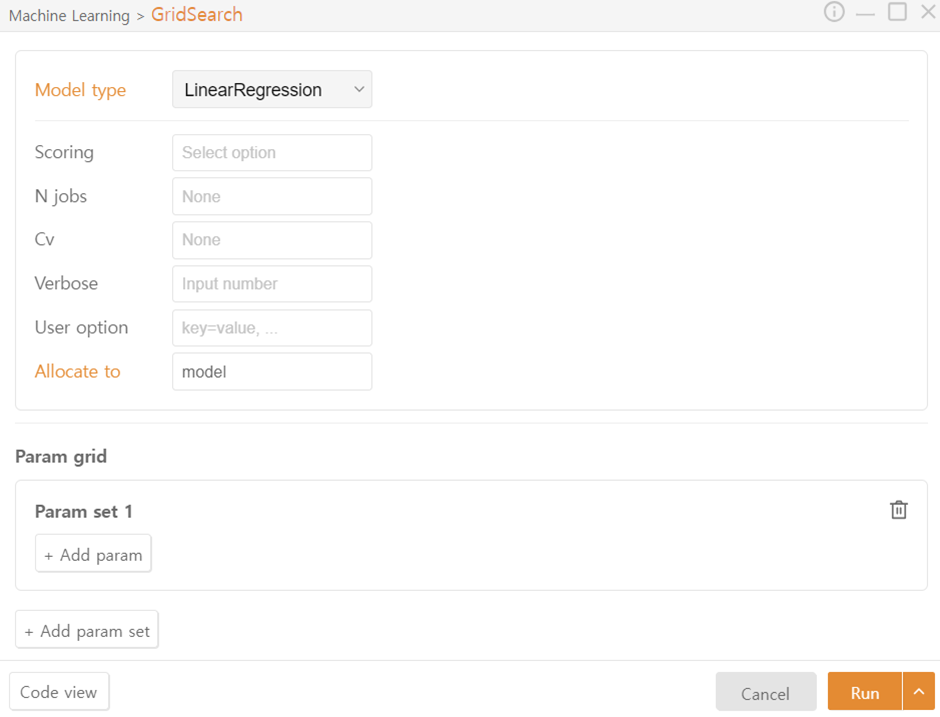 Machine Learning > GridSearch
Model type LinearRegression
Scoring Select option
N jobs None
Cv None
Verbose Input number
User option key=value, ...
Allocate to model
Param grid
Param set 1
+ Add param
+ Add param set
Code view Cancel Run